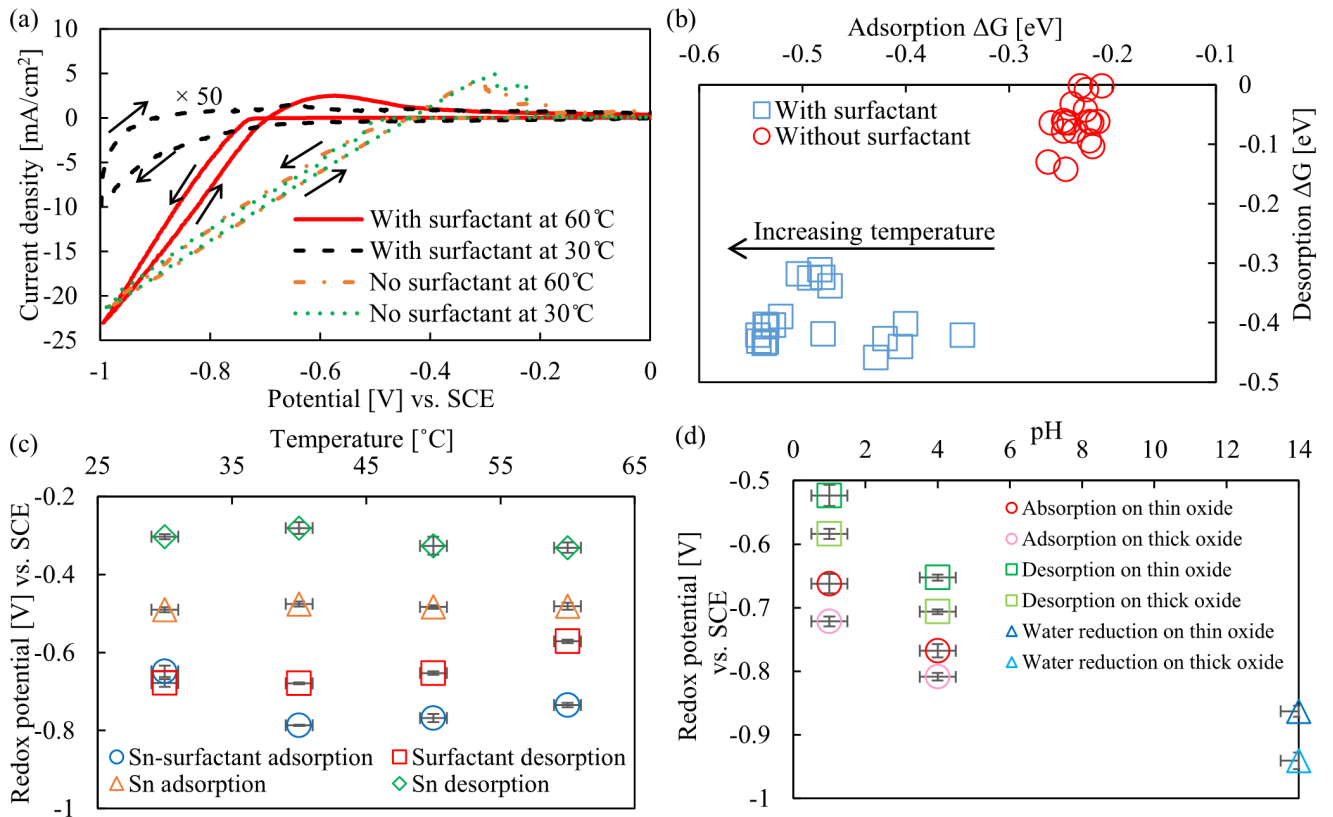 (a)
10
5
0
-5
-10
-15
-20
-25
Current density [mA/cm²]
× 50
With surfactant at 60℃
With surfactant at 30℃
No surfactant at 60℃
No surfactant at 30℃
-1
-0.8
-0.6
-0.4
-0.2
0
Potential [V] vs. SCE
(b)
Adsorption ΔG [eV]
-0.6
-0.5
-0.4
-0.3
-0.2
-0.1
0
-0.1
-0.2
-0.3
-0.4
-0.5
Desorption ΔG [eV]
With surfactant
Without surfactant
Increasing temperature
(c)
Temperature [˚C]
25
35
45
55
65
-0.2
-0.4
-0.6
-0.8
-1
Redox potential [V] vs. SCE
Sn-surfactant adsorption
Surfactant desorption
Sn adsorption
Sn desorption
(d)
pH
0
2
4
6
8
10
12
14
-0.5
-0.6
-0.7
-0.8
-0.9
-1
Redox potential [V]
vs. SCE
Absorption on thin oxide
Adsorption on thick oxide
Desorption on thin oxide
Desorption on thick oxide
Water reduction on thin oxide
Water reduction on thick oxide